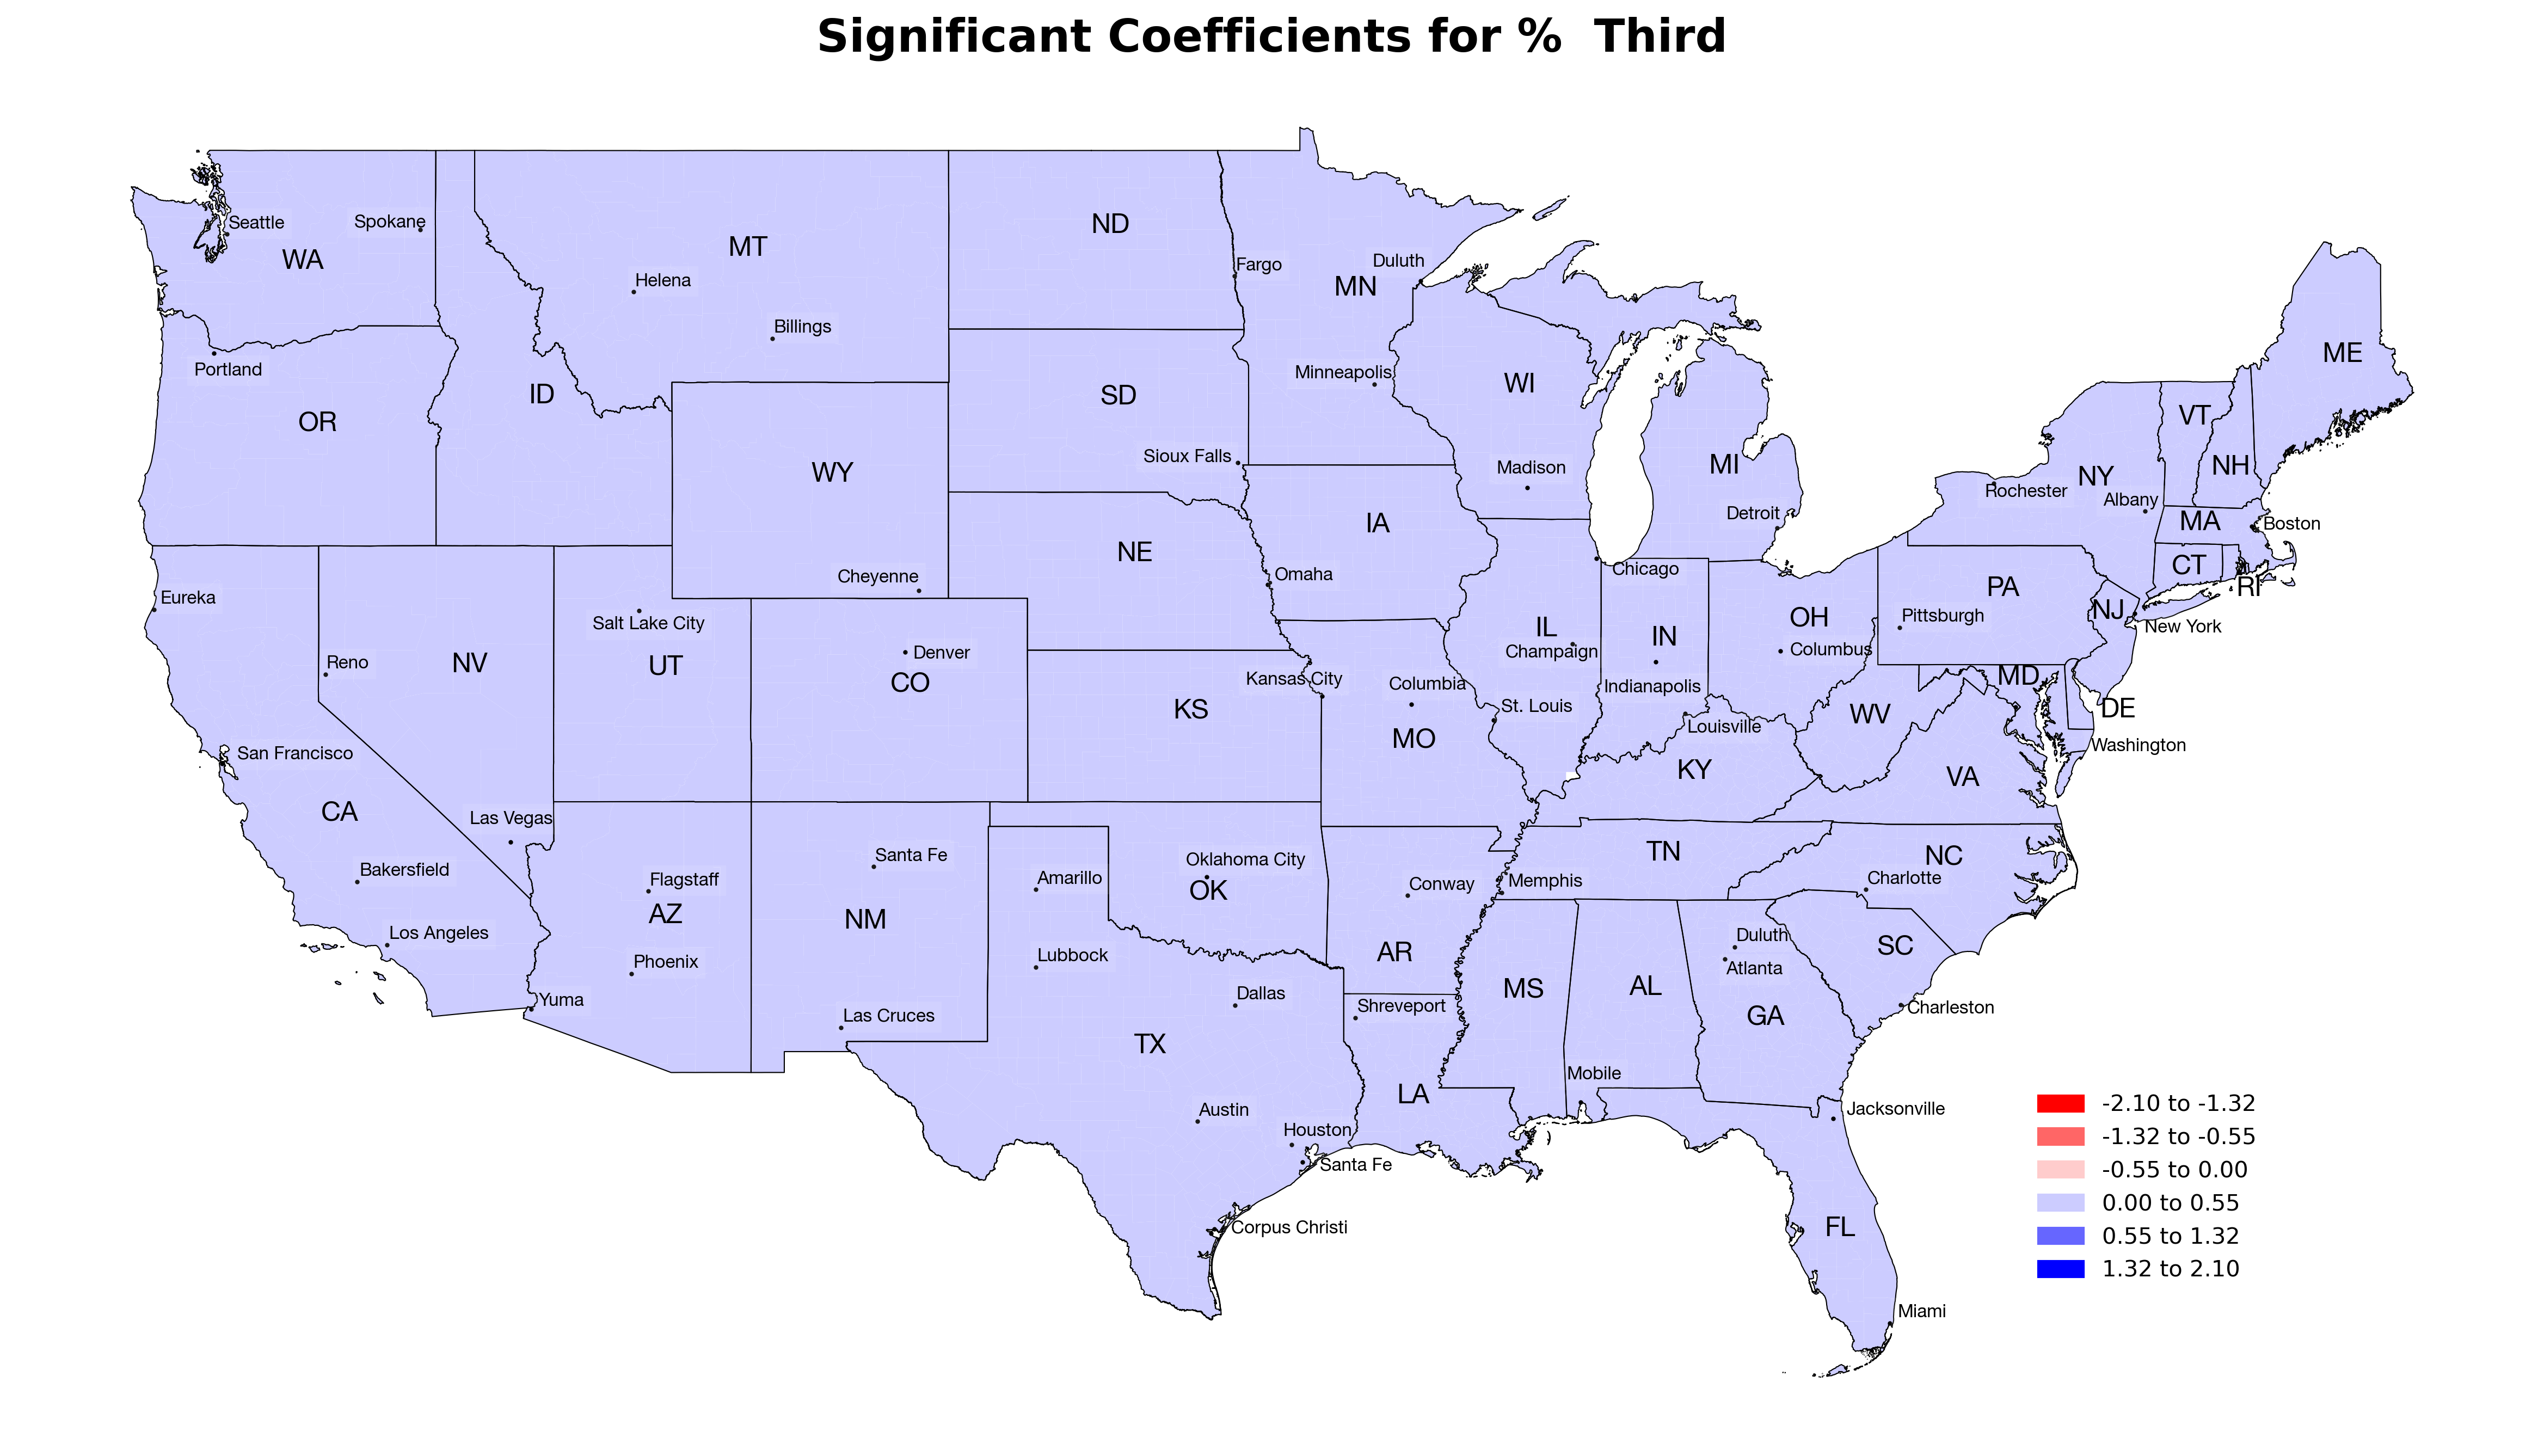 Significant Coefficients for %  Third
Seattle
Spokane
WA
MT
ND
Helena
Fargo
Duluth
MN
Billings
Portland
OR
ID
SD
Minneapolis
WI
ME
WY
Sioux Falls
Madison
MI
Detroit
VT
NH
NY
Rochester
Albany
MA
Boston
CT
RI
Eureka
Cheyenne
NE
IA
Omaha
Chicago
PA
NJ
New York
Pittsburgh
Salt Lake City
Reno
NV
UT
Denver
CO
Kansas City
KS
Columbia
MO
IL
Champaign
St. Louis
IN
Indianapolis
OH
Columbus
Louisville
WV
MD
DE
Washington
KY
VA
San Francisco
CA
Las Vegas
Bakersfield
Los Angeles
Santa Fe
Flagstaff
AZ
NM
Phoenix
Yuma
Las Cruces
Amarillo
Lubbock
Oklahoma City
OK
Conway
AR
Memphis
TN
NC
Charlotte
SC
Duluth
Atlanta
GA
Charleston
MS
AL
Dallas
TX
Shreveport
LA
Mobile
Austin
Houston
Santa Fe
Corpus Christi
Jacksonville
FL
Miami
-2.10 to -1.32
-1.32 to -0.55
-0.55 to 0.00
0.00 to 0.55
0.55 to 1.32
1.32 to 2.10